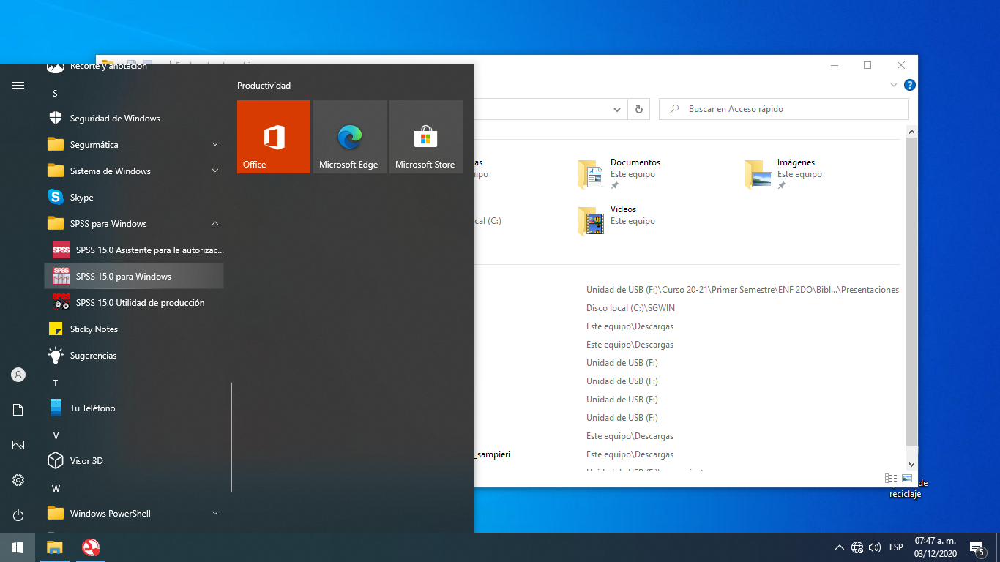 Recorte y anotación
S
Seguridad de Windows
Segurmática
Sistema de Windows
Skype
SPSS para Windows
SPSS
SPSS 15.0 Asistente para la autorizac...
SPSS
SPSS 15.0 para Windows
SPSS
SPSS 15.0 Utilidad de producción
Sticky Notes
Sugerencias
T
Tu Teléfono
V
Visor 3D
W
Windows PowerShell
Productividad
Office
Microsoft Edge
Microsoft Store
Buscar en Acceso rápido
Documentos
Este equipo
Imágenes
Este equipo
cal (C:)
Videos
Este equipo
Unidad de USB (F:)\Curso 20-21\Primer Semestre\ENF 2DO\Bibl...\Presentaciones
Disco local (C:)\SGWIN
Este equipo\Descargas
Este equipo\Descargas
Unidad de USB (F:)
Unidad de USB (F:)
Unidad de USB (F:)
Unidad de USB (F:)
Este equipo\Descargas
_sampieri
Este equipo\Descargas
de
reciclaje
ESP
07:47 a. m.
03/12/2020
5